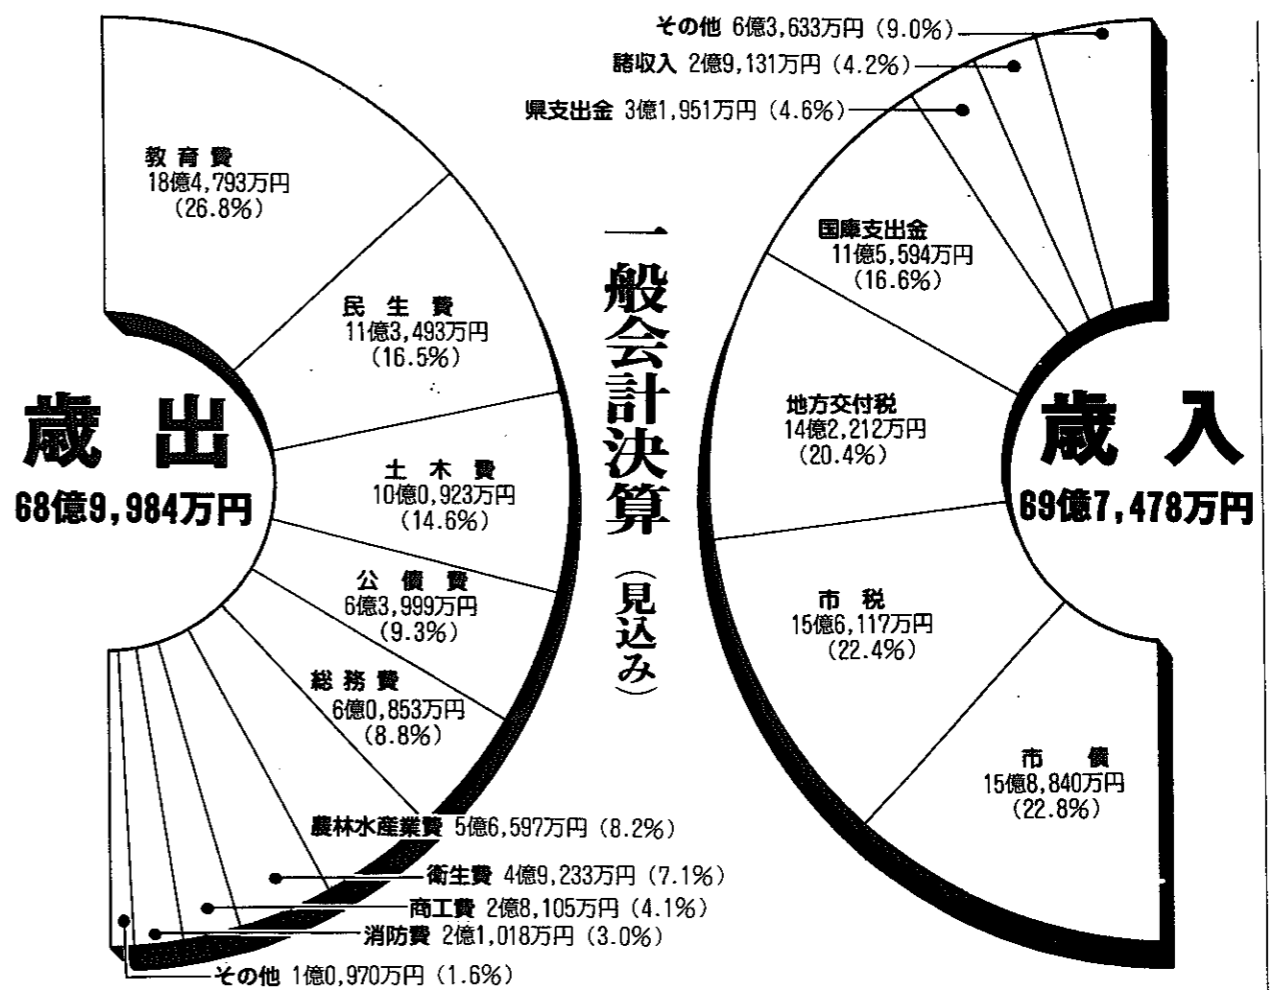 一般会計決算(見込み)
歳出
68億9,984万円
教育費
18億4,793万円
(26.8%)
民生費
11億3,493万円
(16.5%)
土木費
10億0,923万円
(14.6%)
公債費
6億3,999万円
(9.3%)
総務費
6億0,853万円
(8.8%)
農林水産業費 5億6,597万円(8.2%)
衛生費 4億9,233万円(7.1%)
商工費 2億8,105万円(4.1%)
消防費 2億1,018万円(3.0%)
その他 1億0,970万円(1.6%)
歳入
69億7,478万円
その他 6億3,633万円(9.0%)
諸収入 2億9,131万円(4.2%)
県支出金 3億1,951万円(4.6%)
国庫支出金
11億5,594万円
(16.6%)
地方交付税
14億2,212万円
(20.4%)
市税
15億6,117万円
(22.4%)
市債
15億8,840万円
(22.8%)